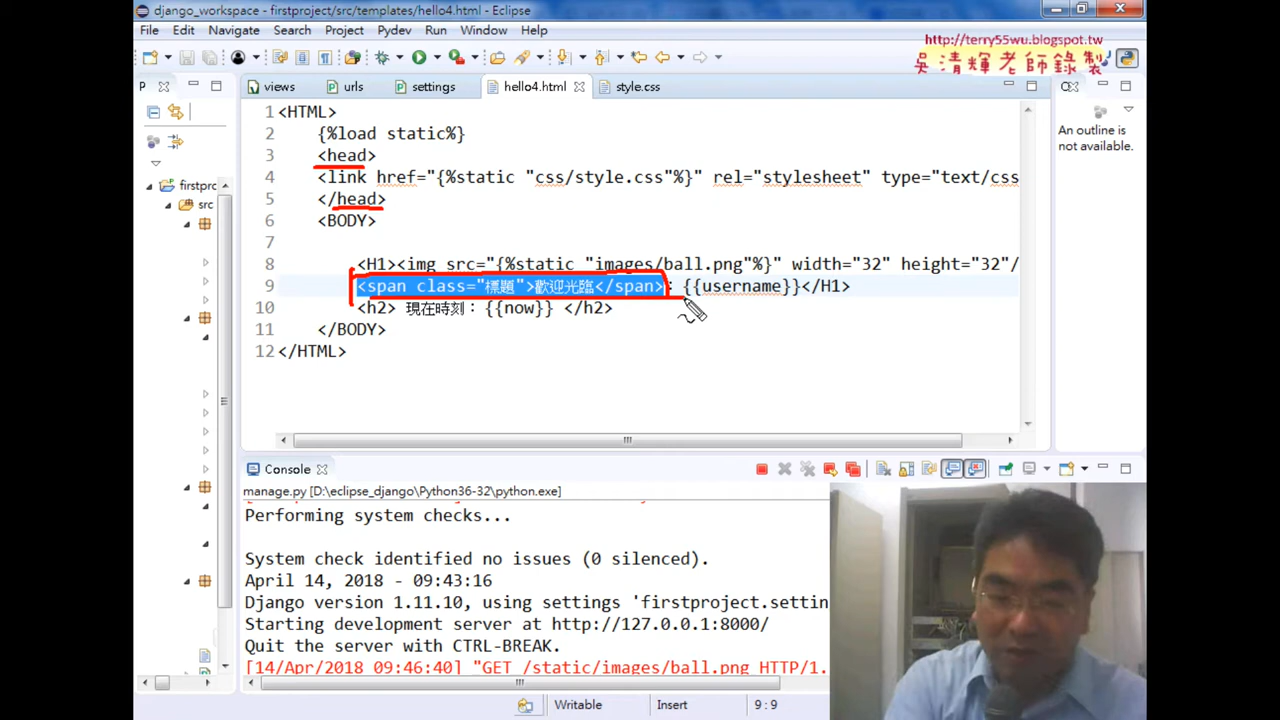 django_workspace - firstproject/src/templates/hello4.html - Eclipse
File Edit Navigate Search Project Pydev Run Window Help
http://terry55wu.blogspot.tw
吳清輝老師錄製
P
views urls settings hello4.html style.css
1 <HTML>
2 {%load static%}
3 <head>
4 <link href="{%static "css/style.css"%}" rel="stylesheet" type="text/css
5 </head>
6 <BODY>
7
8 <H1><img src="{%static "images/ball.png"%}" width="32" height="32"/
9 <span class="標題">歡迎光臨</span>：{{username}}</H1>
10 <h2> 現在時刻：{{now}} </h2>
11 </BODY>
12 </HTML>
An outline is
not available.
firstprc
src
Console
manage.py [D:\eclipse_django\Python36-32\python.exe]
Performing system checks...
System check identified no issues (0 silenced).
April 14, 2018 - 09:43:16
Django version 1.11.10, using settings 'firstproject.settin
Starting development server at http://127.0.0.1:8000/
Quit the server with CTRL-BREAK.
[14/Apr/2018 09:46:40] "GET /static/images/ball.png HTTP/1.
Writable Insert 9 : 9